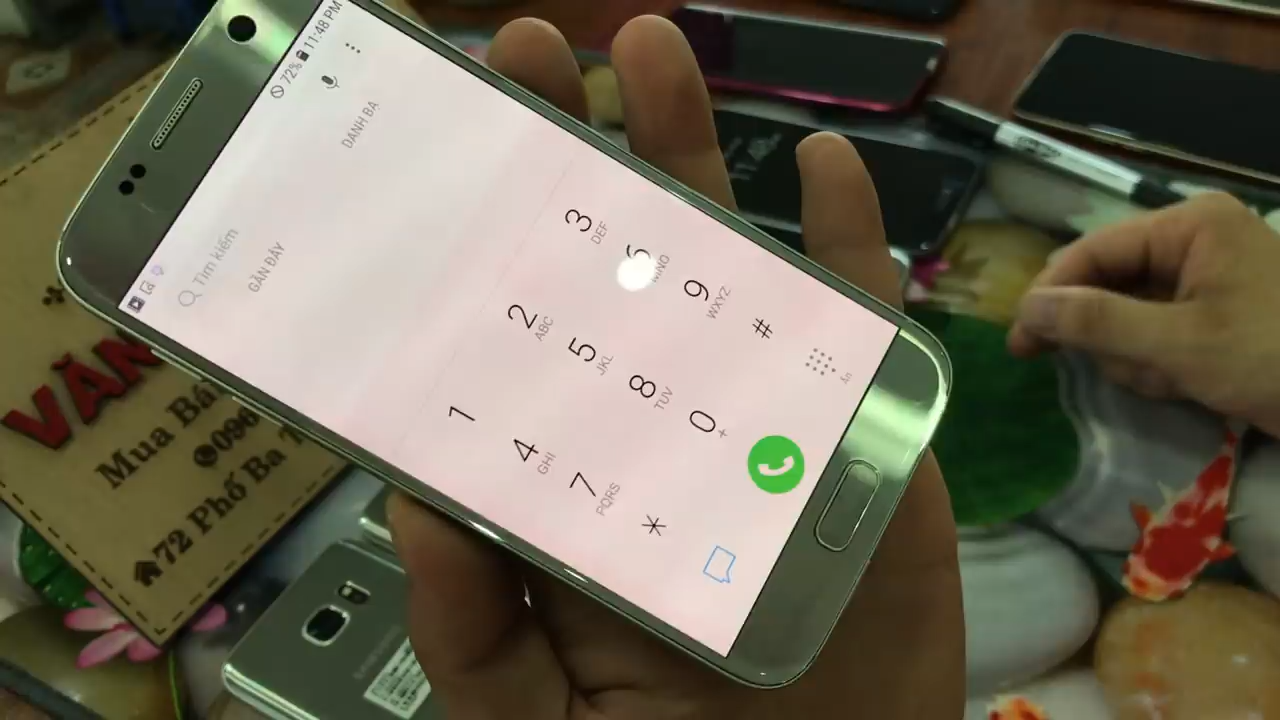 72% 11:48 PM
Tìm kiếm
GẦN ĐÂY
DANH BẠ
1
2 ABC
3 DEF
4 GHI
5 JKL
6 MNO
7 PQRS
8 TUV
9 WXYZ
*
0 +
#
Ẩn
VĂN
Mua Bá
096
72 Phố Ba T
SAMSUNG